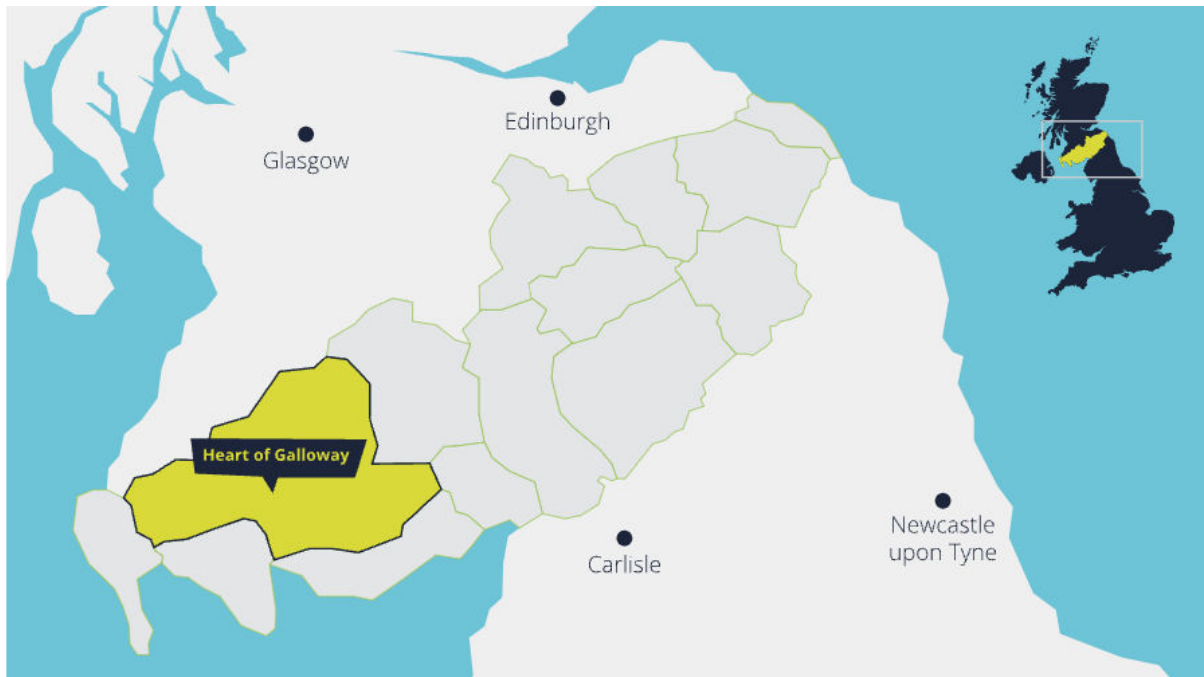 Edinburgh
Glasgow
Heart of Galloway
Newcastle
upon Tyne
Carlisle